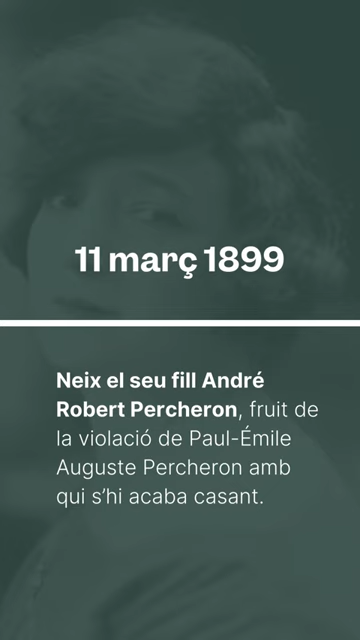 11 març 1899
Neix el seu fill André
Robert Percheron, fruit de
la violació de Paul-Émile
Auguste Percheron amb
qui s’hi acaba casant.